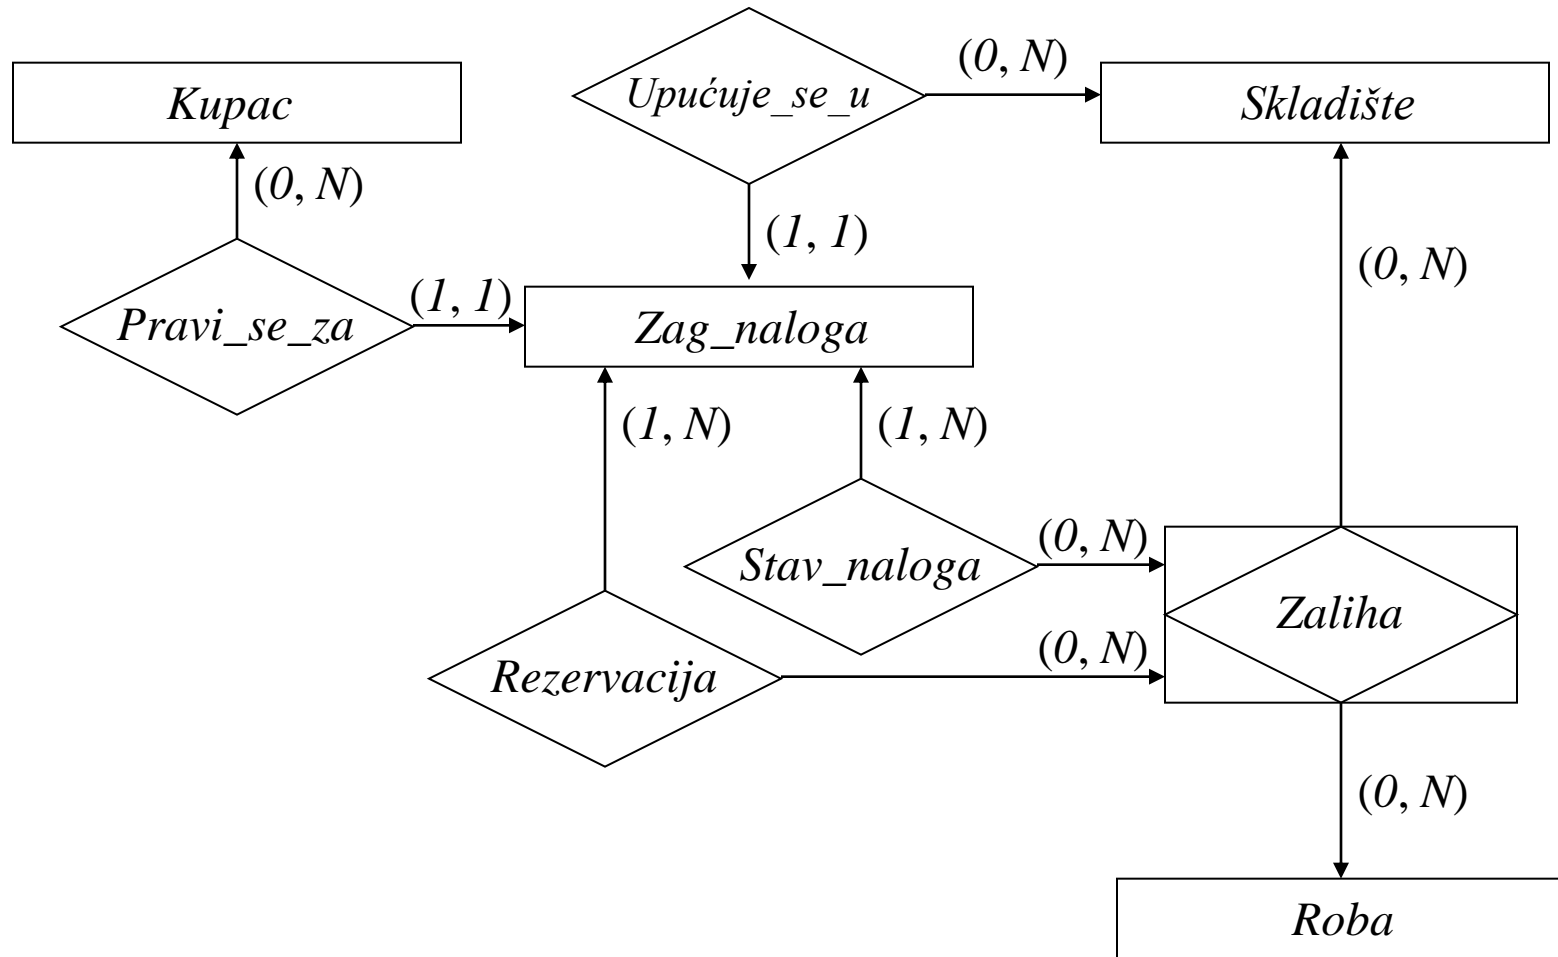 Upućuje_se_u
(0, N)
Kupac
Skladište
(0, N)
(1, 1)
(0, N)
Pravi_se_za
(1, 1)
Zag_naloga
(1, N)
(1, N)
Stav_naloga
(0, N)
Zaliha
Rezervacija
(0, N)
(0, N)
Roba